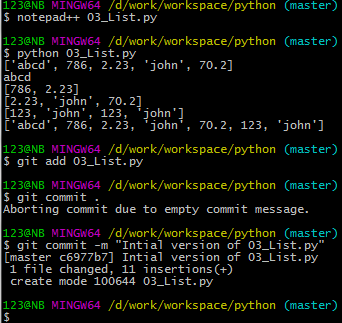 123@NB MINGW64 /d/work/workspace/python (master)
$ notepad++ 03_List.py
123@NB MINGW64 /d/work/workspace/python (master)
$ python 03_List.py
['abcd', 786, 2.23, 'john', 70.2]
abcd
[786, 2.23]
[2.23, 'john', 70.2]
[123, 'john', 123, 'john']
['abcd', 786, 2.23, 'john', 70.2, 123, 'john']
123@NB MINGW64 /d/work/workspace/python (master)
$ git add 03_List.py
123@NB MINGW64 /d/work/workspace/python (master)
$ git commit .
Aborting commit due to empty commit message.
123@NB MINGW64 /d/work/workspace/python (master)
$ git commit -m "Intial version of 03_List.py"
[master c6977b7] Intial version of 03_List.py
1 file changed, 11 insertions(+)
create mode 100644 03_List.py
123@NB MINGW64 /d/work/workspace/python (master)
$